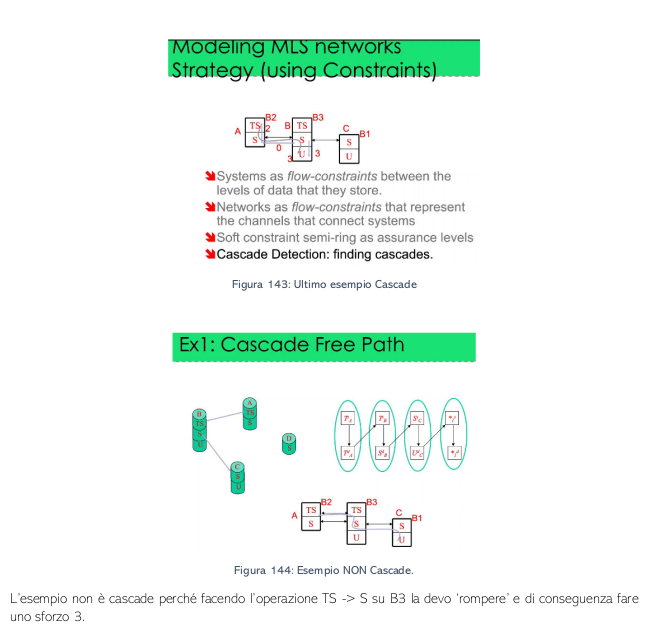 Modeling MLS networks
Strategy (using Constraints)
B2 B3
A TS 2 B TS C B1
S S S
0 U 3 U
3
Systems as flow-constraints between the
levels of data that they store.
Networks as flow-constraints that represent
the channels that connect systems
Soft constraint semi-ring as assurance levels
Cascade Detection: finding cascades.
Figura 143: Ultimo esempio Cascade
Ex1: Cascade Free Path
A
B TS
TS S
S D
U S
C
S
U
B2 B3
A TS TS C
S S S B1
U U
Figura 144: Esempio NON Cascade.
L'esempio non è cascade perché facendo l'operazione TS -> S su B3 la devo 'rompere' e di conseguenza fare
uno sforzo 3.